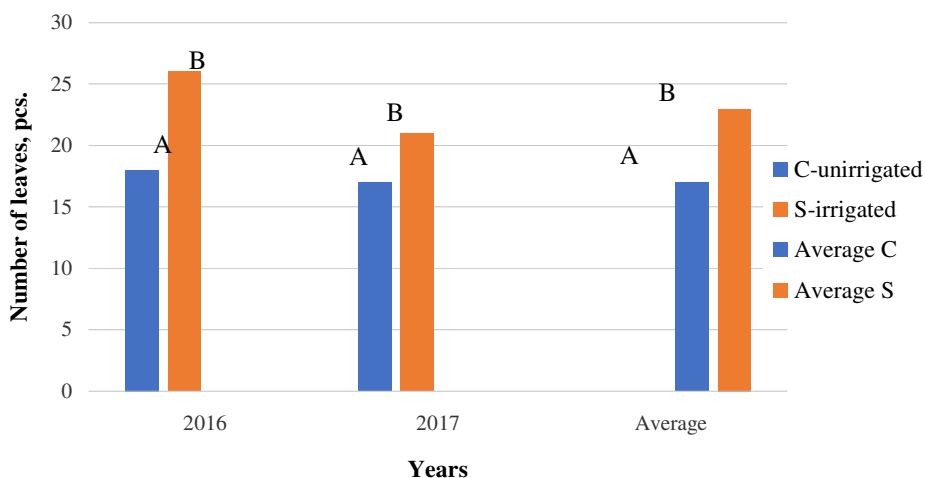 30
25
20
15
10
5
0
Number of leaves, pcs.
A
B
A
B
A
B
2016
2017
Average
Years
C-unirrigated
S-irrigated
Average C
Average S